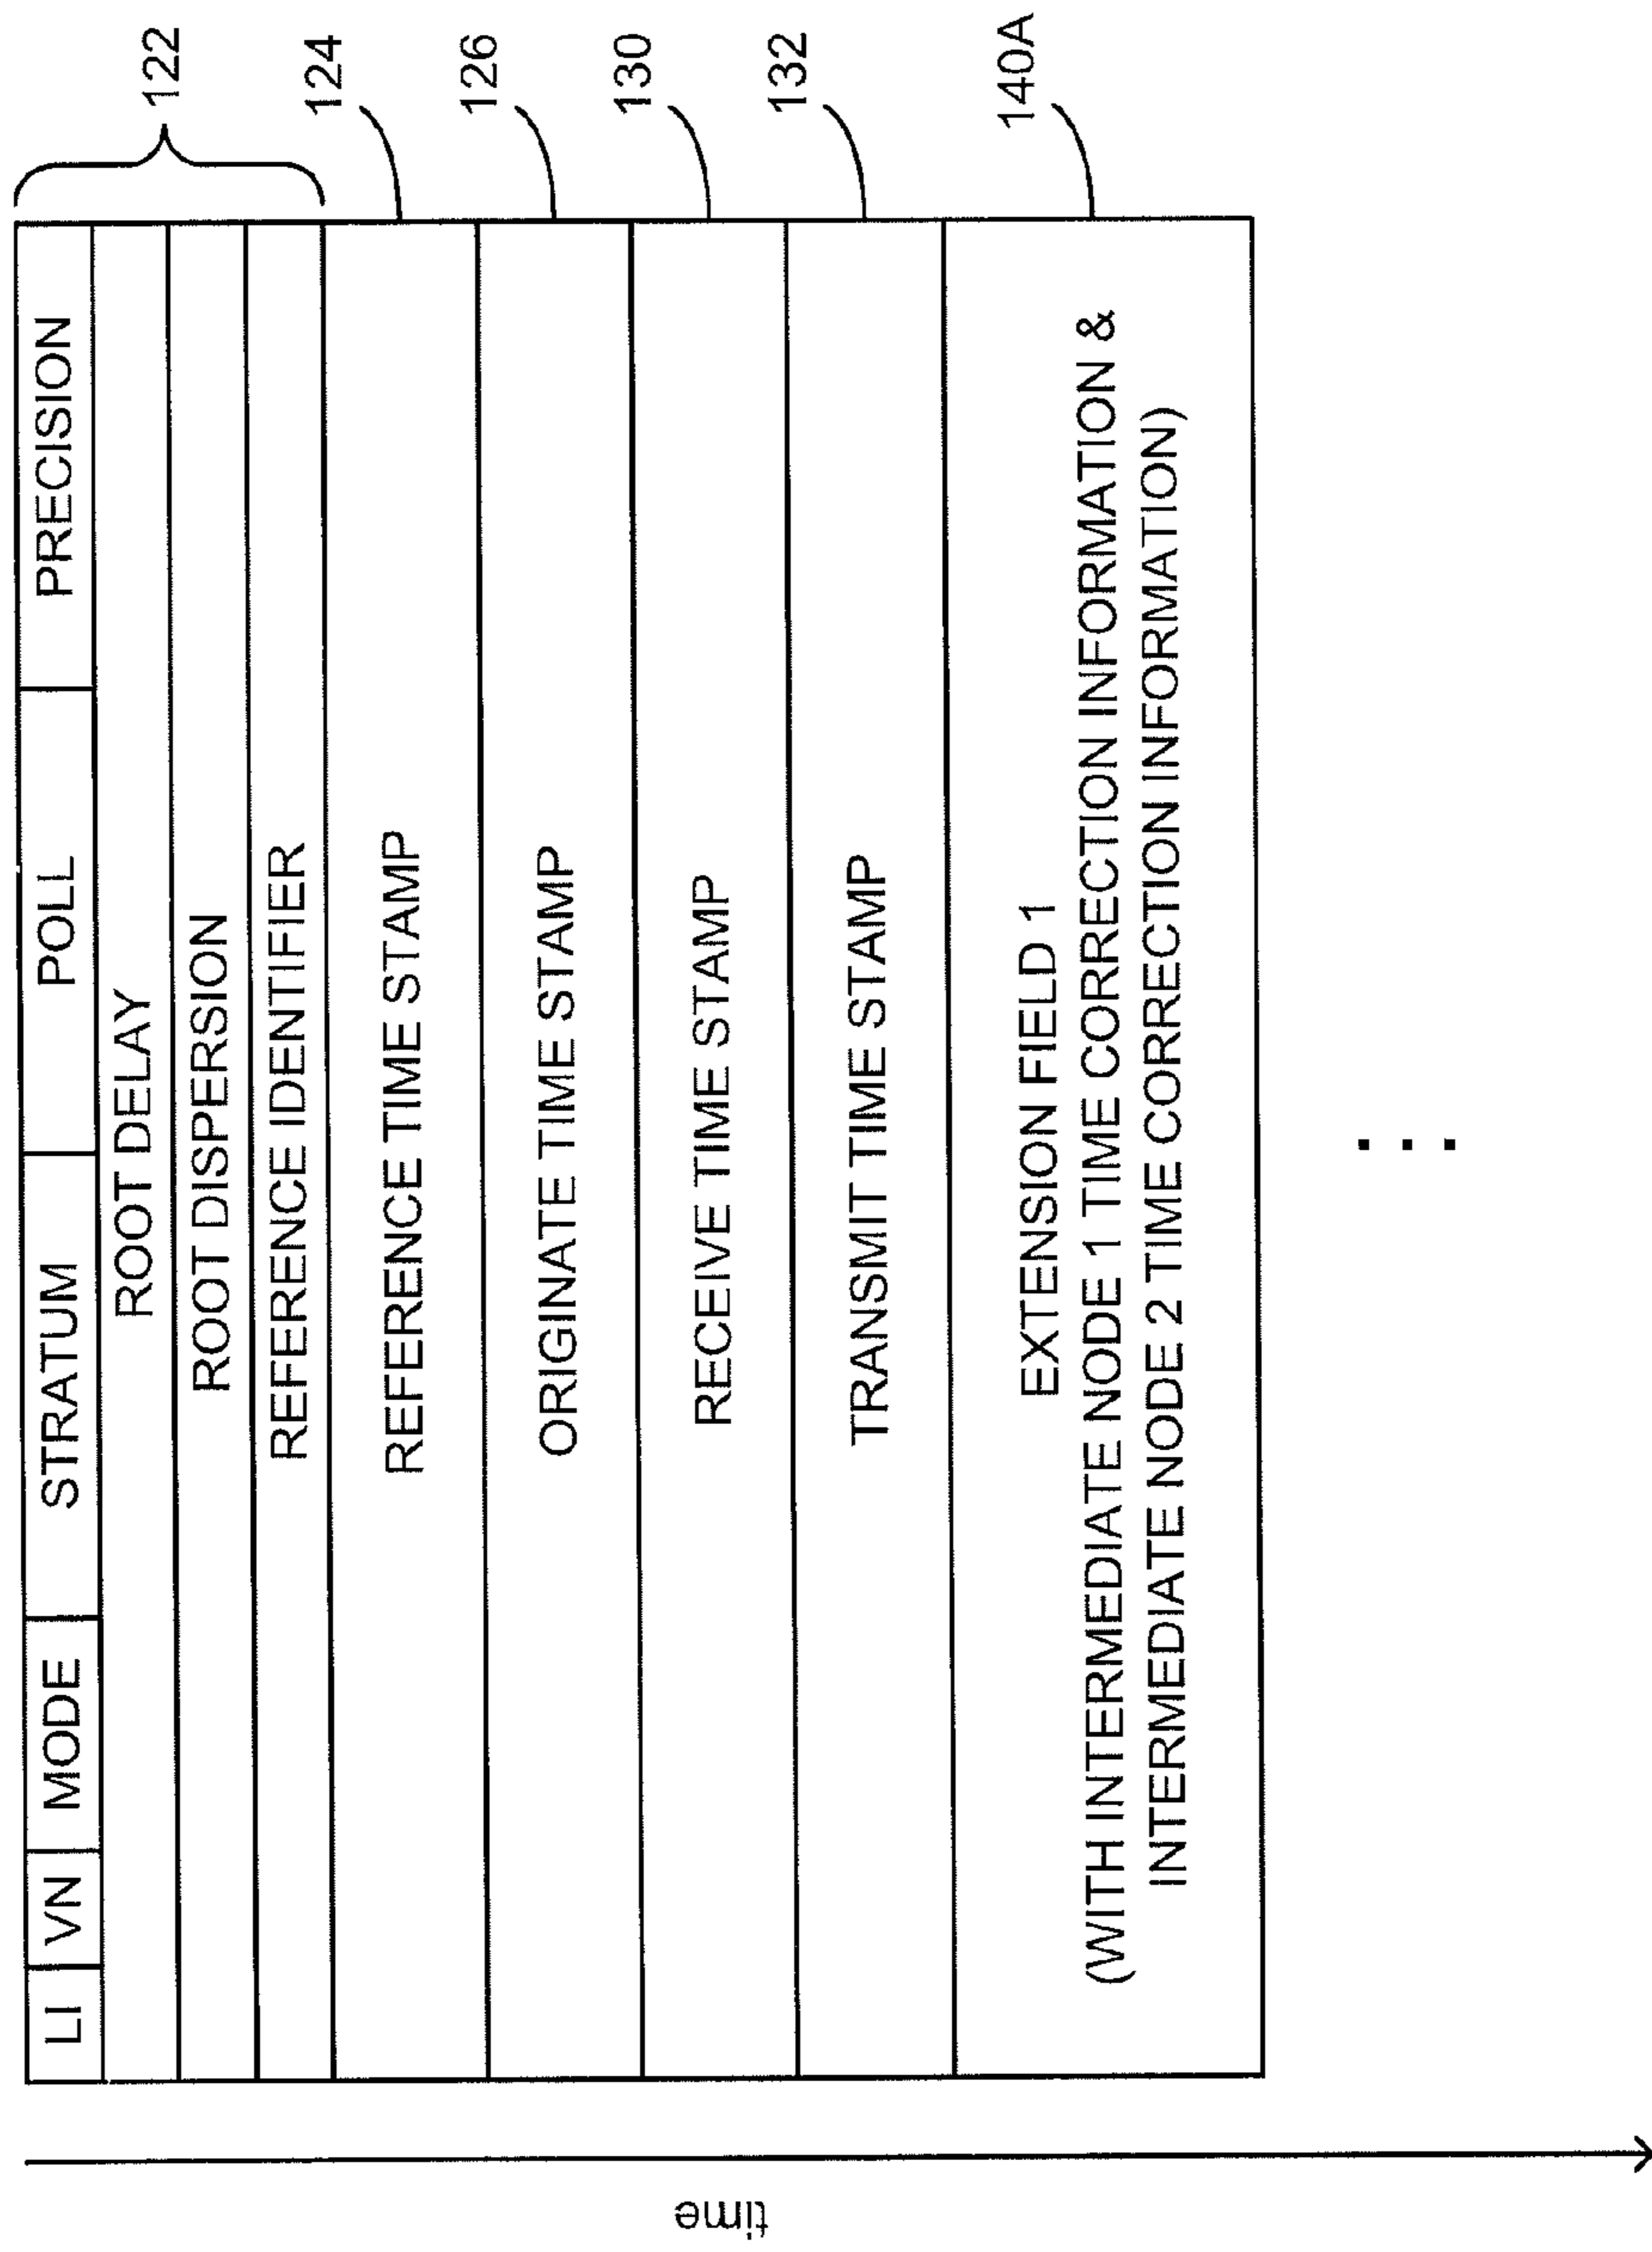 LI VN MODE STRATUM POLL PRECISION
ROOT DELAY
ROOT DISPERSION
REFERENCE IDENTIFIER
122
REFERENCE TIME STAMP
124
ORIGINATE TIME STAMP
126
RECEIVE TIME STAMP
130
TRANSMIT TIME STAMP
132
EXTENSION FIELD 1
(WITH INTERMEDIATE NODE 1 TIME CORRECTION INFORMATION &
INTERMEDIATE NODE 2 TIME CORRECTION INFORMATION)
140A
. . .
time